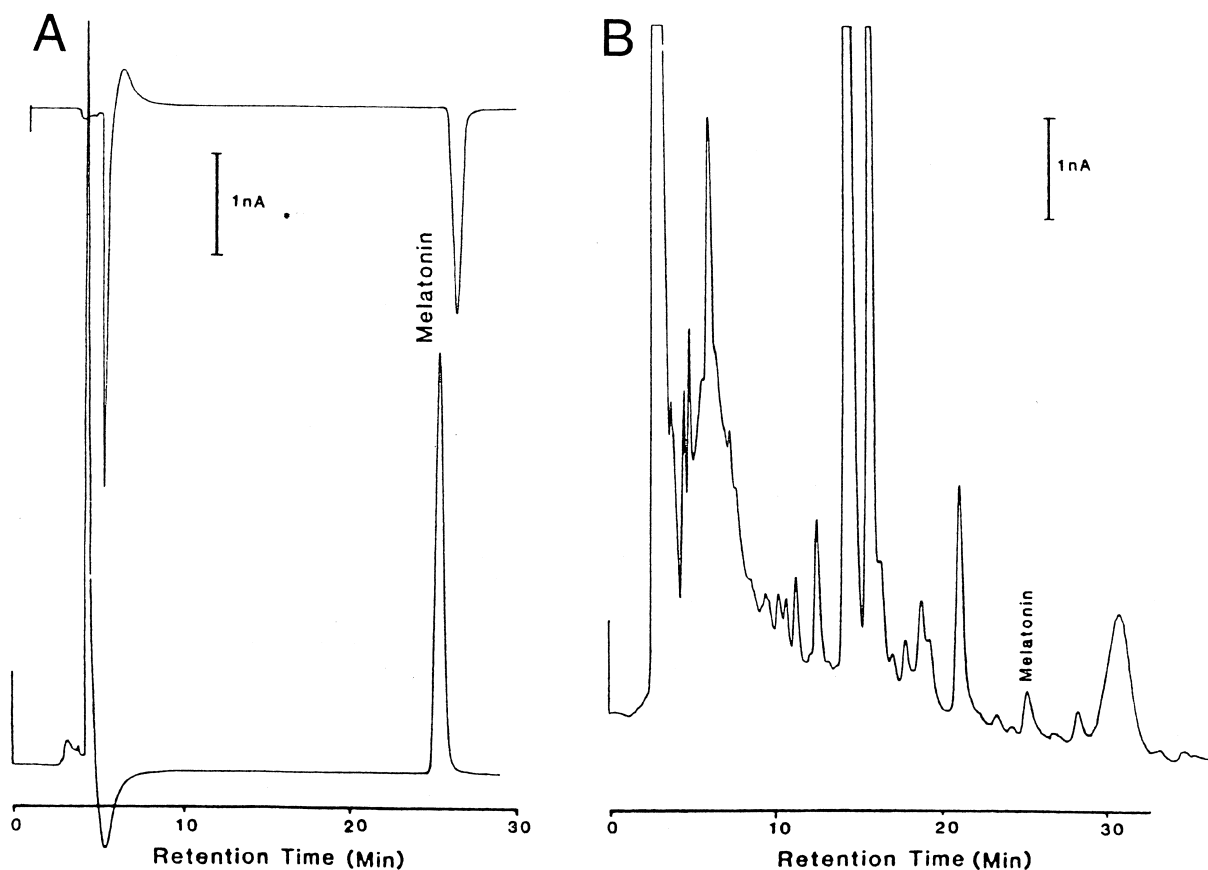 A
1nA
Melatonin
0 10 20 30
Retention Time (Min)
B
1nA
Melatonin
0 10 20 30
Retention Time (Min)